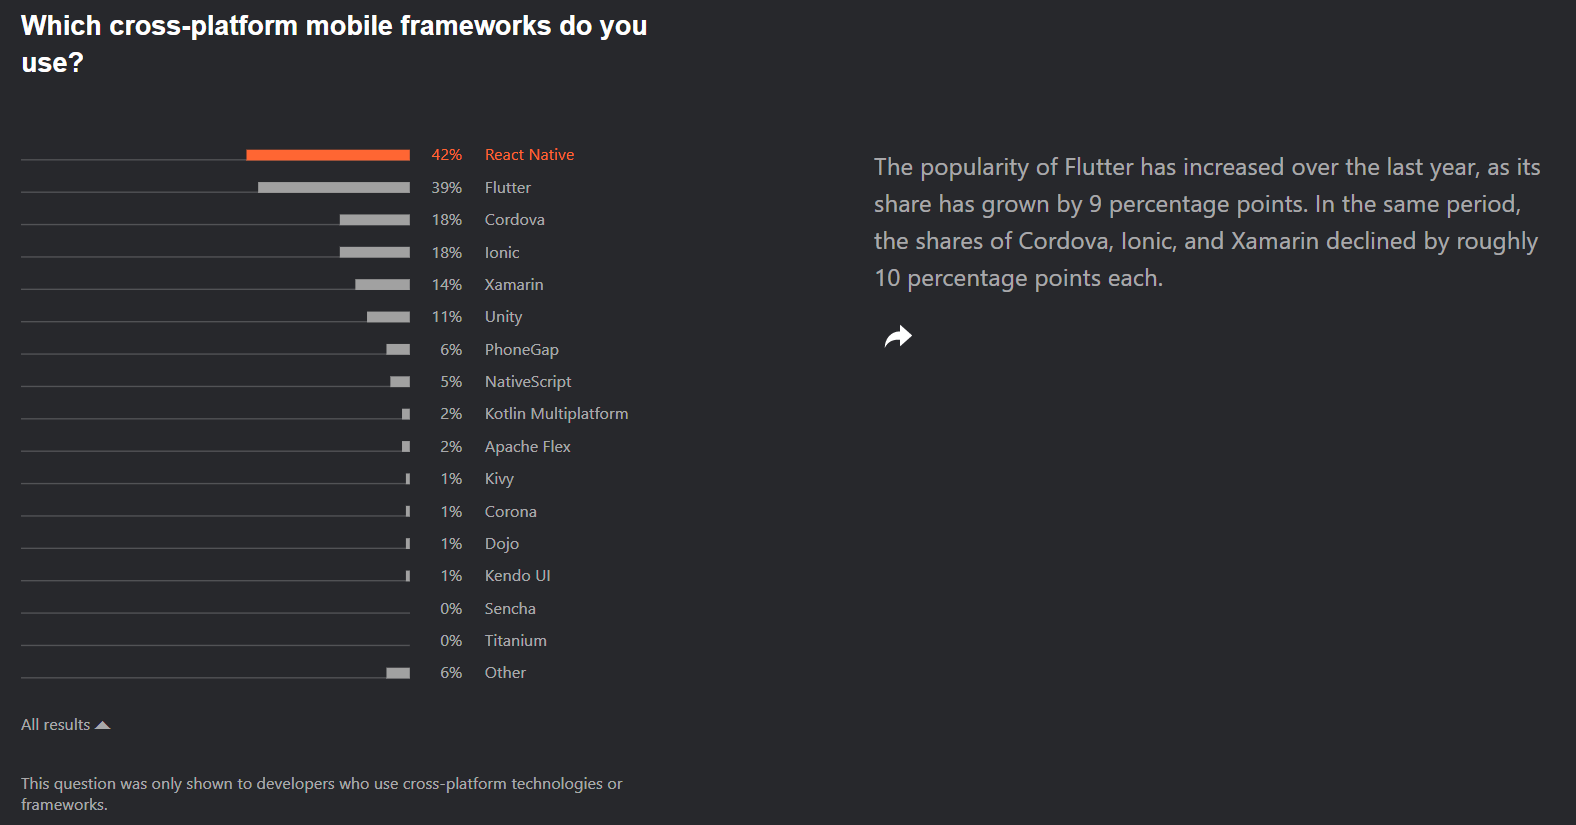 Which cross-platform mobile frameworks do you
use?
42% React Native
39% Flutter
18% Cordova
18% Ionic
14% Xamarin
11% Unity
6% PhoneGap
5% NativeScript
2% Kotlin Multiplatform
2% Apache Flex
1% Kivy
1% Corona
1% Dojo
1% Kendo UI
0% Sencha
0% Titanium
6% Other
All results
This question was only shown to developers who use cross-platform technologies or
frameworks.
The popularity of Flutter has increased over the last year, as its
share has grown by 9 percentage points. In the same period,
the shares of Cordova, Ionic, and Xamarin declined by roughly
10 percentage points each.